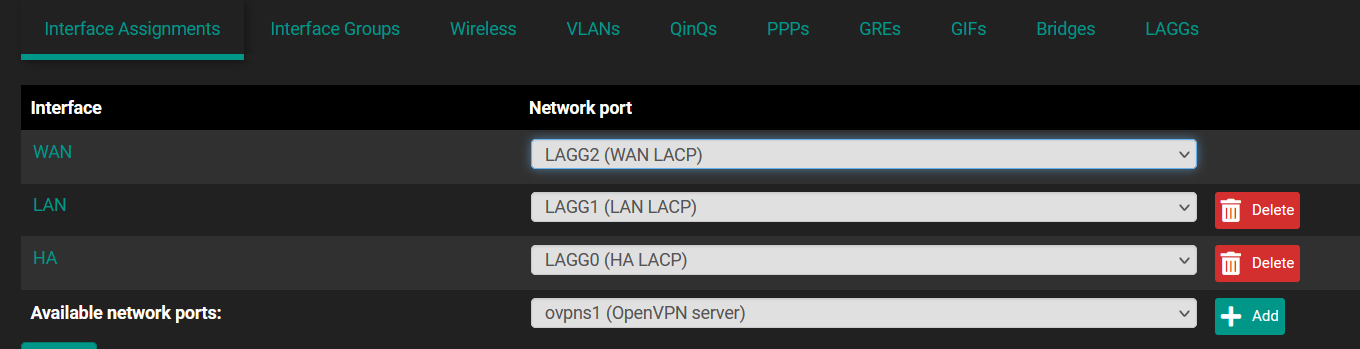 Interface Assignments Interface Groups Wireless VLANs QinQs PPPs GREs GIFs Bridges LAGGs
Interface Network port
WAN LAGG2 (WAN LACP)
LAN LAGG1 (LAN LACP) Delete
HA LAGG0 (HA LACP) Delete
Available network ports: ovpns1 (OpenVPN server) Add